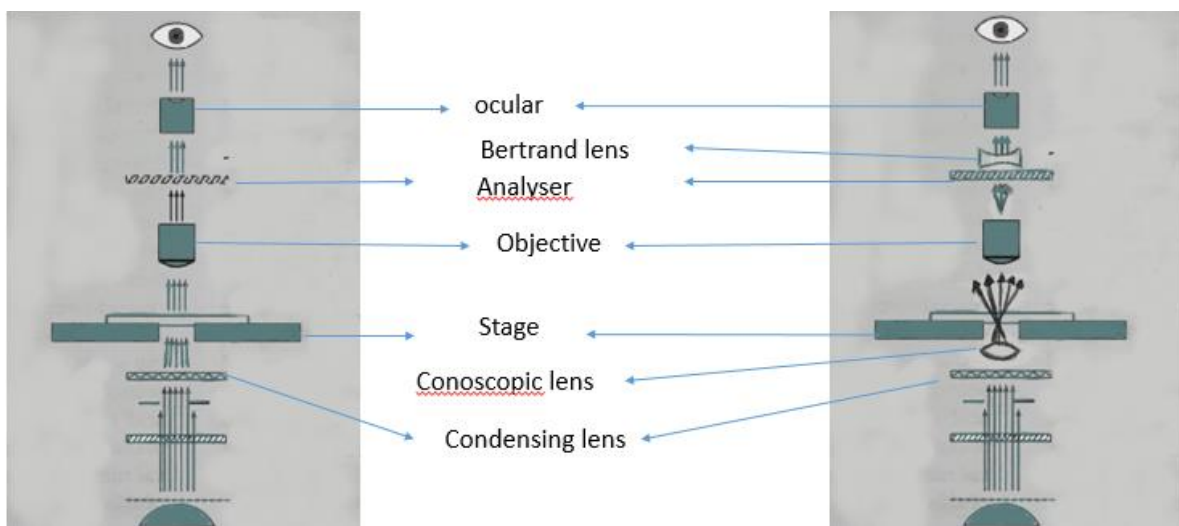 ocular
Bertrand lens
Analyser
Objective
Stage
Conoscopic lens
Condensing lens